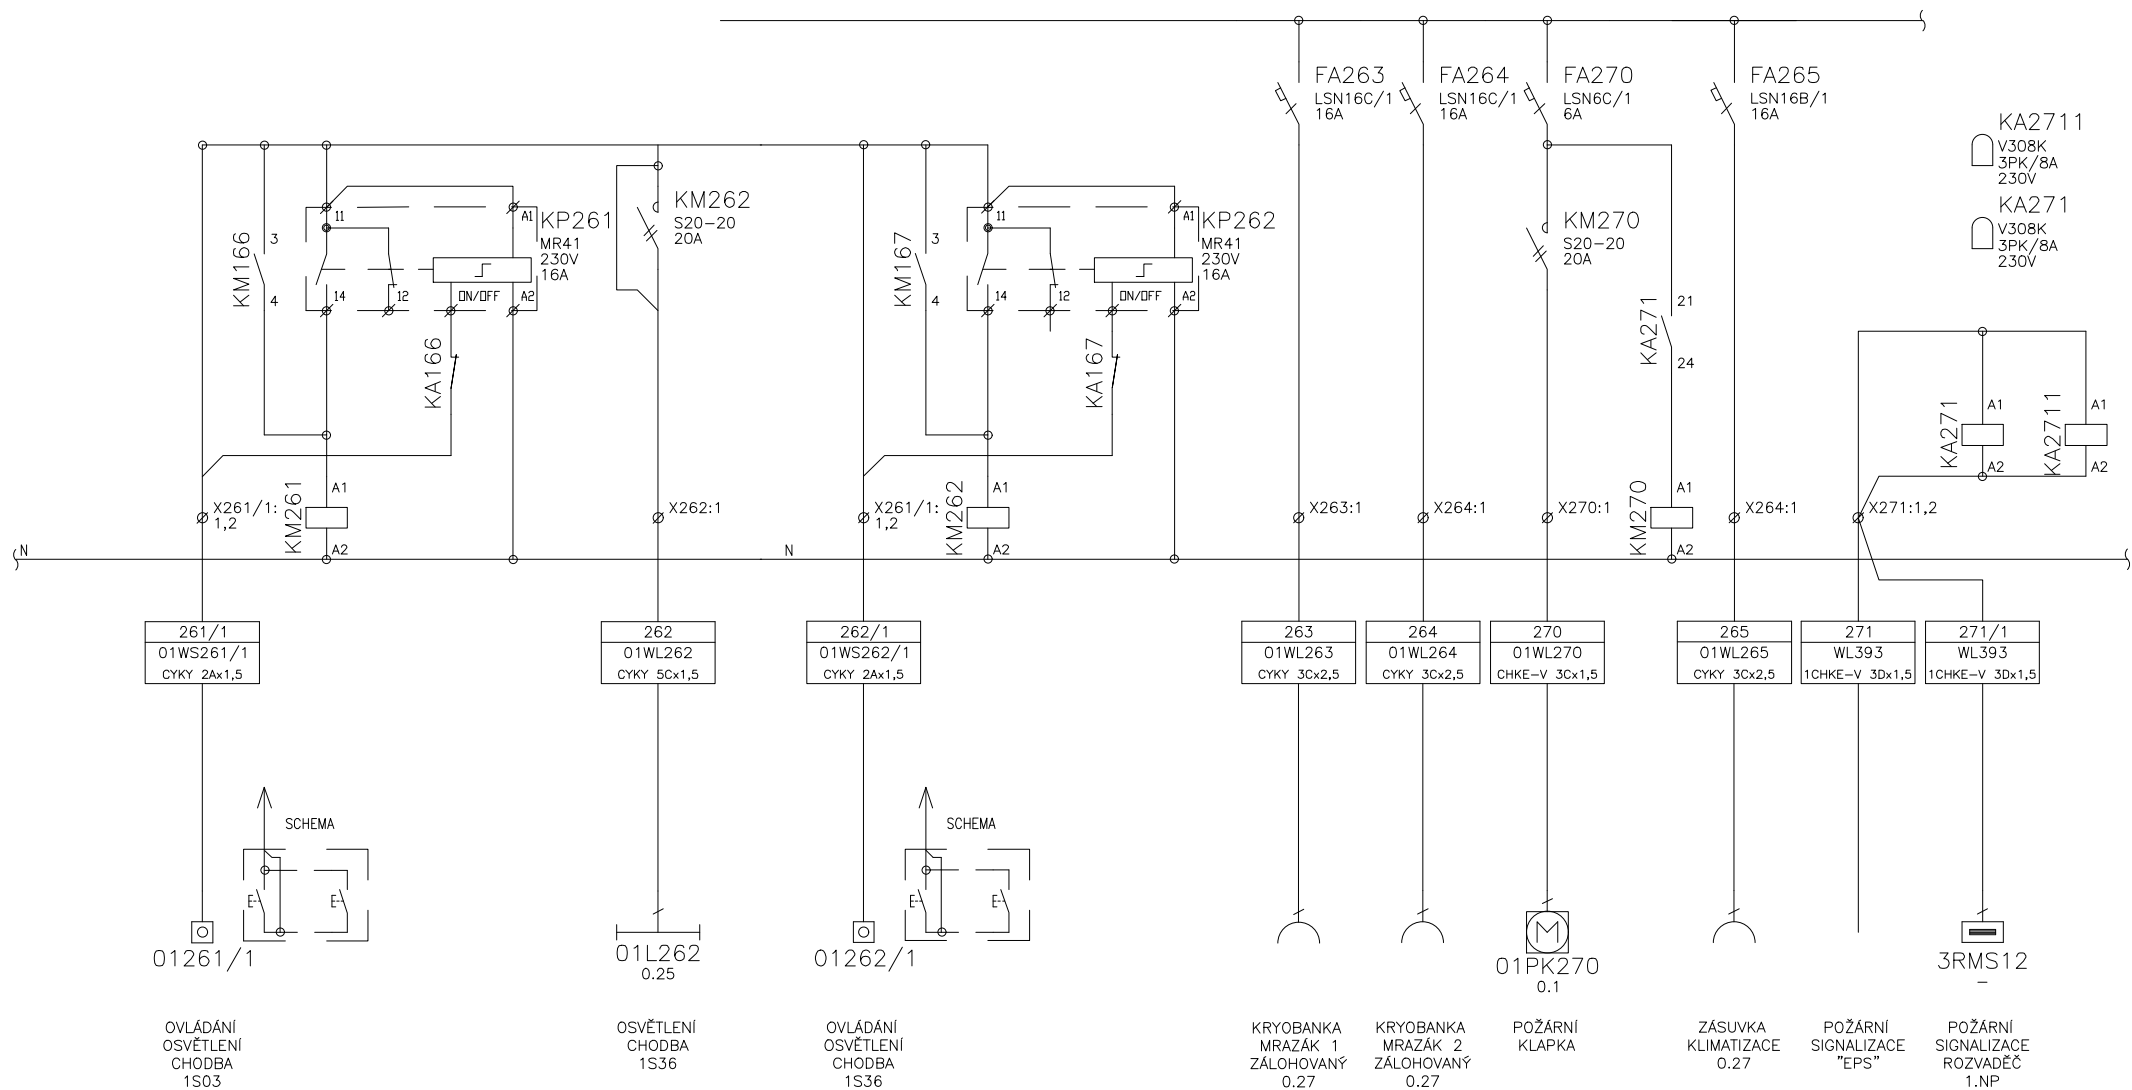 FA263
LSN16C/1
16A
FA264
LSN16C/1
16A
FA270
LSN6C/1
6A
FA265
LSN16B/1
16A
KA2711
V308K
3PK/8A
230V
KA271
V308K
3PK/8A
230V
KM166
3
4
11
14
12
A1
A2
ON/OFF
KP261
MR41
230V
16A
KA166
KM262
S20-20
20A
KM167
3
4
11
14
12
A1
A2
ON/OFF
KP262
MR41
230V
16A
KA167
KM270
S20-20
20A
KA271
21
24
KA271
A1
A2
KA2711
A1
A2
X261/1:
1,2
KM261
A1
A2
X262:1
X261/1:
1,2
KM262
A1
A2
X263:1
X264:1
X270:1
KM270
A1
A2
X264:1
X271:1,2
N
N
261/1
01WS261/1
CYKY 2Ax1,5
262
01WL262
CYKY 5Cx1,5
262/1
01WS262/1
CYKY 2Ax1,5
263
01WL263
CYKY 3Cx2,5
264
01WL264
CYKY 3Cx2,5
270
01WL270
CHKE-V 3Cx1,5
265
01WL265
CYKY 3Cx2,5
271
WL393
1CHKE-V 3Dx1,5
271/1
WL393
1CHKE-V 3Dx1,5
SCHEMA
SCHEMA
E
E
E
E
M
01261/1
01L262
0.25
01262/1
01PK270
0.1
3RMS12
–
OVLÁDÁNÍ
OSVĚTLENÍ
CHODBA
1S03
OSVĚTLENÍ
CHODBA
1S36
OVLÁDÁNÍ
OSVĚTLENÍ
CHODBA
1S36
KRYOBANKA
MRAZÁK 1
ZÁLOHOVANÝ
0.27
KRYOBANKA
MRAZÁK 2
ZÁLOHOVANÝ
0.27
POŽÁRNÍ
KLAPKA
ZÁSUVKA
KLIMATIZACE
0.27
POŽÁRNÍ
SIGNALIZACE
"EPS"
POŽÁRNÍ
SIGNALIZACE
ROZVADĚČ
1.NP